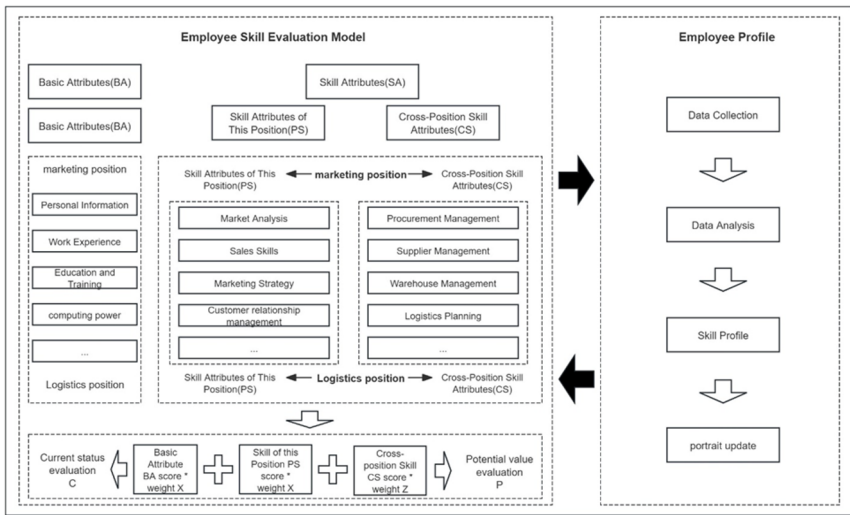 Employee Skill Evaluation Model
Basic Attributes(BA)
Skill Attributes(SA)
Basic Attributes(BA)
Skill Attributes of
This Position(PS)
Cross-Position Skill
Attributes(CS)
marketing position
Personal Information
Work Experience
Education and
Training
computing power
...
Logistics position
Skill Attributes of This
Position(PS)
marketing position
Cross-Position Skill
Attributes(CS)
Market Analysis
Sales Skills
Marketing Strategy
Customer relationship
management
...
Procurement Management
Supplier Management
Warehouse Management
Logistics Planning
...
Skill Attributes of This
Position(PS)
Logistics position
Cross-Position Skill
Attributes(CS)
Current status
evaluation
C
Basic
Attribute
BA score *
weight X
Skill of this
Position PS
score *
weight X
Cross-
position Skill
CS score *
weight Z
Potential value
evaluation
P
Employee Profile
Data Collection
Data Analysis
Skill Profile
portrait update